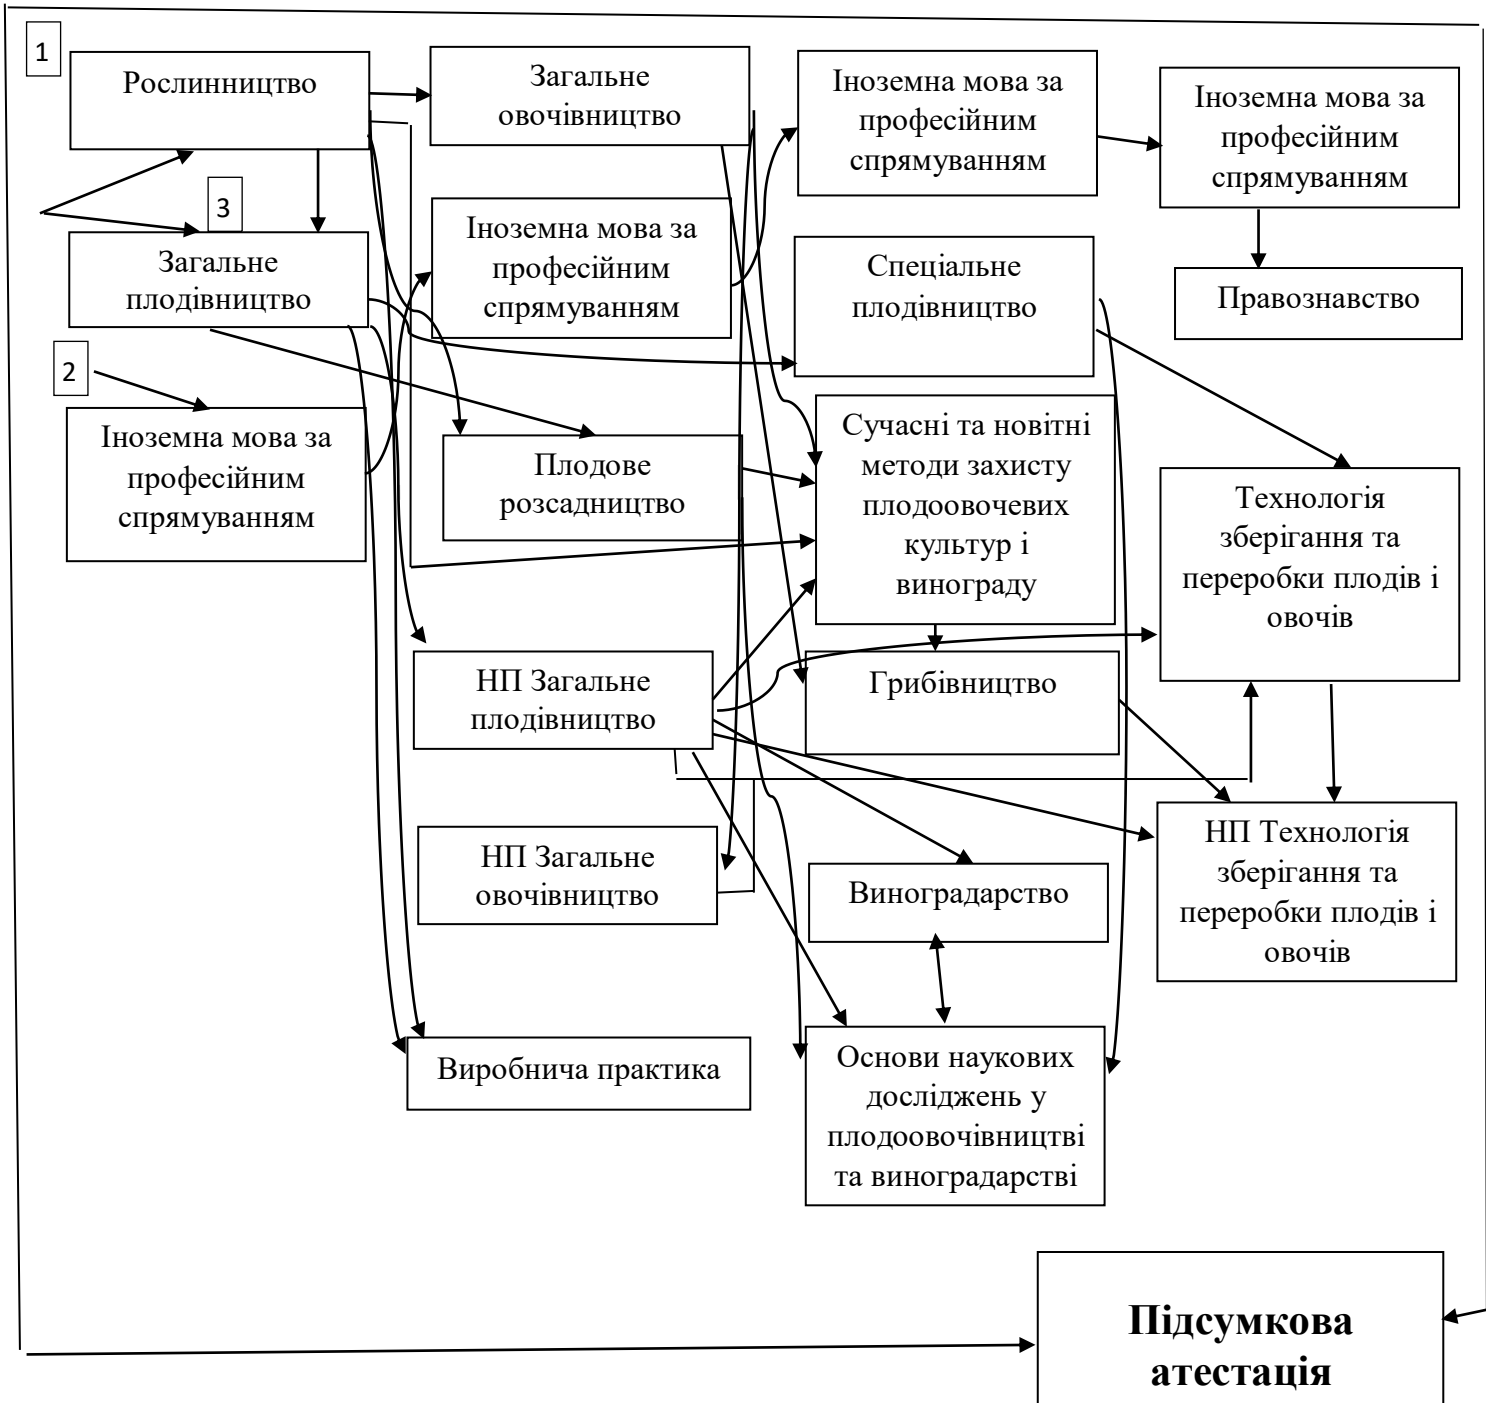 1
Рослинництво
Загальне
овочівництво
Іноземна мова за
професійним
спрямуванням
Іноземна мова за
професійним
спрямуванням
3
Загальне
плодівництво
Іноземна мова за
професійним
спрямуванням
Спеціальне
плодівництво
Правознавство
2
Іноземна мова за
професійним
спрямуванням
Плодове
розсадництво
Сучасні та новітні
методи захисту
плодоовочевих
культур і
винограду
Технологія
зберігання та
переробки плодів і
овочів
НП Загальне
плодівництво
Грибівництво
НП Загальне
овочівництво
Виноградарство
НП Технологія
зберігання та
переробки плодів і
овочів
Виробнича практика
Основи наукових
досліджень у
плодоовочівництві
та виноградарстві
Підсумкова
атестація